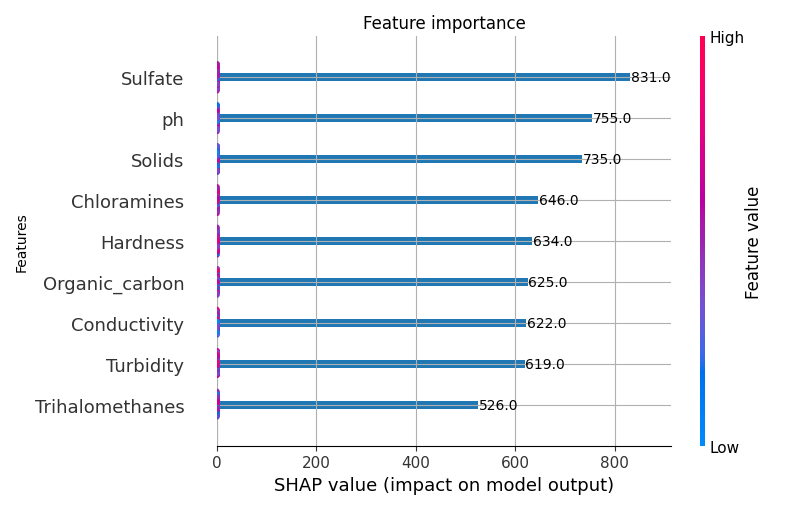 Feature importance
High
Sulfate 831.0
ph 755.0
Solids 735.0
Chloramines 646.0
Hardness 634.0
Organic_carbon 625.0
Conductivity 622.0
Turbidity 619.0
Trihalomethanes 526.0
Features
Feature value
Low
0 200 400 600 800
SHAP value (impact on model output)